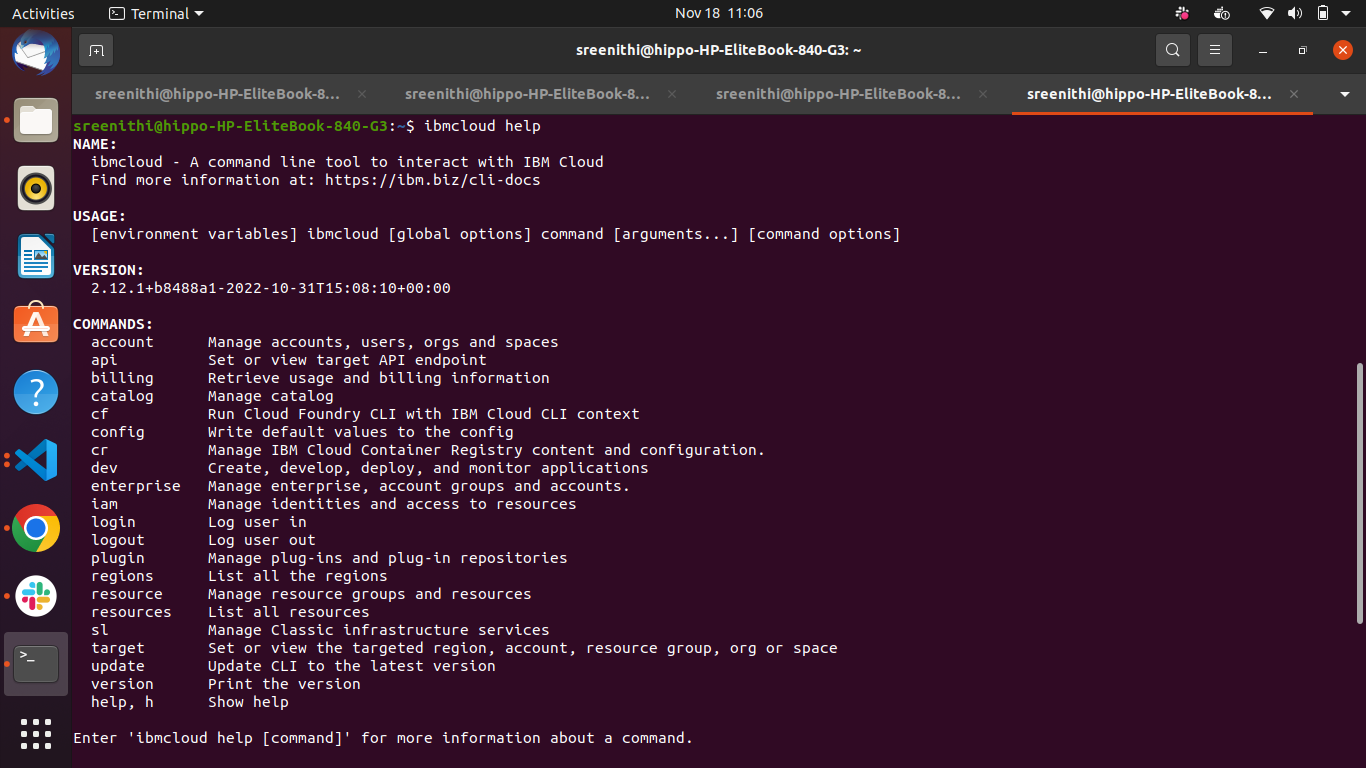 Activities
Terminal
Nov 18 11:06
sreenithi@hippo-HP-EliteBook-840-G3: ~
sreenithi@hippo-HP-EliteBook-8...
sreenithi@hippo-HP-EliteBook-8...
sreenithi@hippo-HP-EliteBook-8...
sreenithi@hippo-HP-EliteBook-8...
sreenithi@hippo-HP-EliteBook-840-G3:~$ ibmcloud help
NAME:
  ibmcloud - A command line tool to interact with IBM Cloud
  Find more information at: https://ibm.biz/cli-docs

USAGE:
  [environment variables] ibmcloud [global options] command [arguments...] [command options]

VERSION:
  2.12.1+b8488a1-2022-10-31T15:08:10+00:00

COMMANDS:
  account      Manage accounts, users, orgs and spaces
  api          Set or view target API endpoint
  billing      Retrieve usage and billing information
  catalog      Manage catalog
  cf           Run Cloud Foundry CLI with IBM Cloud CLI context
  config       Write default values to the config
  cr           Manage IBM Cloud Container Registry content and configuration.
  dev          Create, develop, deploy, and monitor applications
  enterprise   Manage enterprise, account groups and accounts.
  iam          Manage identities and access to resources
  login        Log user in
  logout       Log user out
  plugin       Manage plug-ins and plug-in repositories
  regions      List all the regions
  resource     Manage resource groups and resources
  resources    List all resources
  sl           Manage Classic infrastructure services
  target       Set or view the targeted region, account, resource group, org or space
  update       Update CLI to the latest version
  version      Print the version
  help, h      Show help

Enter 'ibmcloud help [command]' for more information about a command.